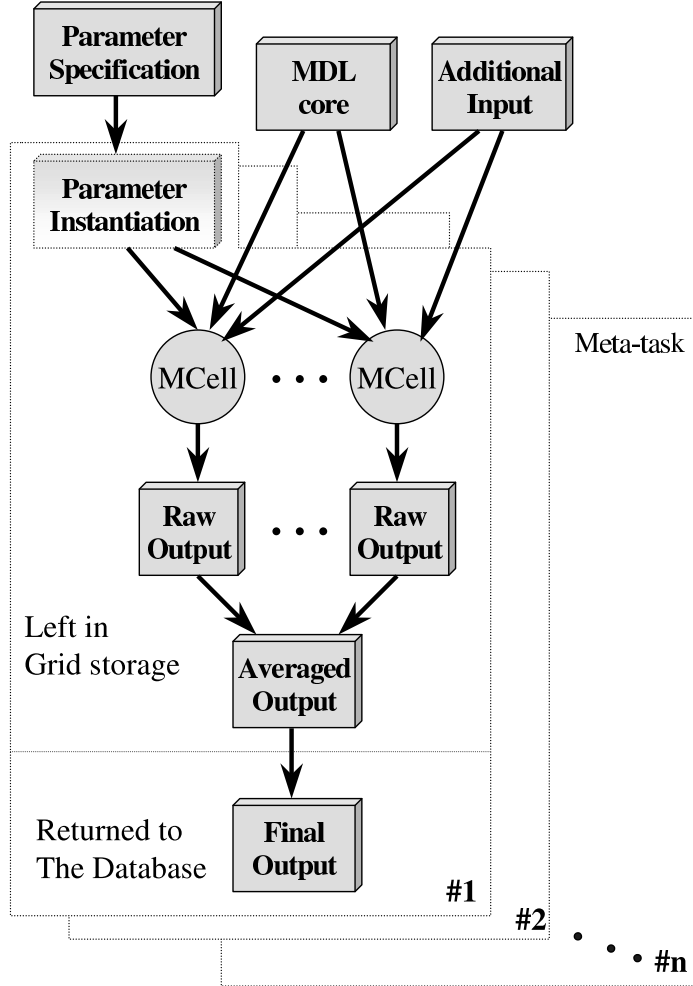 Parameter
Specification
MDL
core
Additional
Input
Parameter
Instantiation
Meta-task
MCell
MCell
Raw
Output
Raw
Output
Left in
Grid storage
Averaged
Output
Returned to
The Database
Final
Output
#1
#2
#n